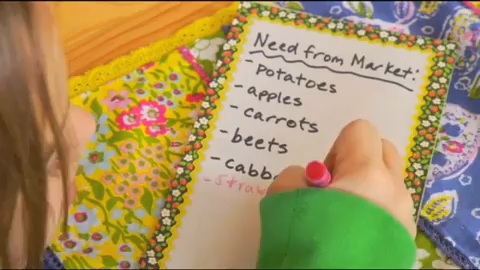 Need from Market:
- Potatoes
- apples
- carrots
- beets